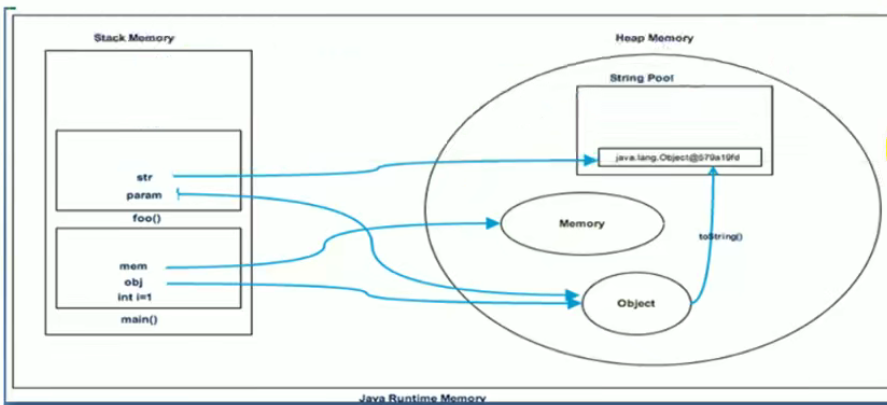 Stack Memory
Heap Memory
String Pool
java.lang.Object@579a19fd
str
param
foo()
Memory
toString()
mem
obj
int i=1
main()
Object
Java Runtime Memory